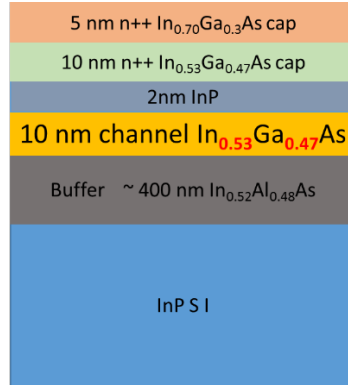 5 nm n++ In₀.₇₀Ga₀.₃As cap
10 nm n++ In₀.₅₃Ga₀.₄₇As cap
2nm InP
10 nm channel In₀.₅₃Ga₀.₄₇As
Buffer ~ 400 nm In₀.₅₂Al₀.₄₈As
InP S I